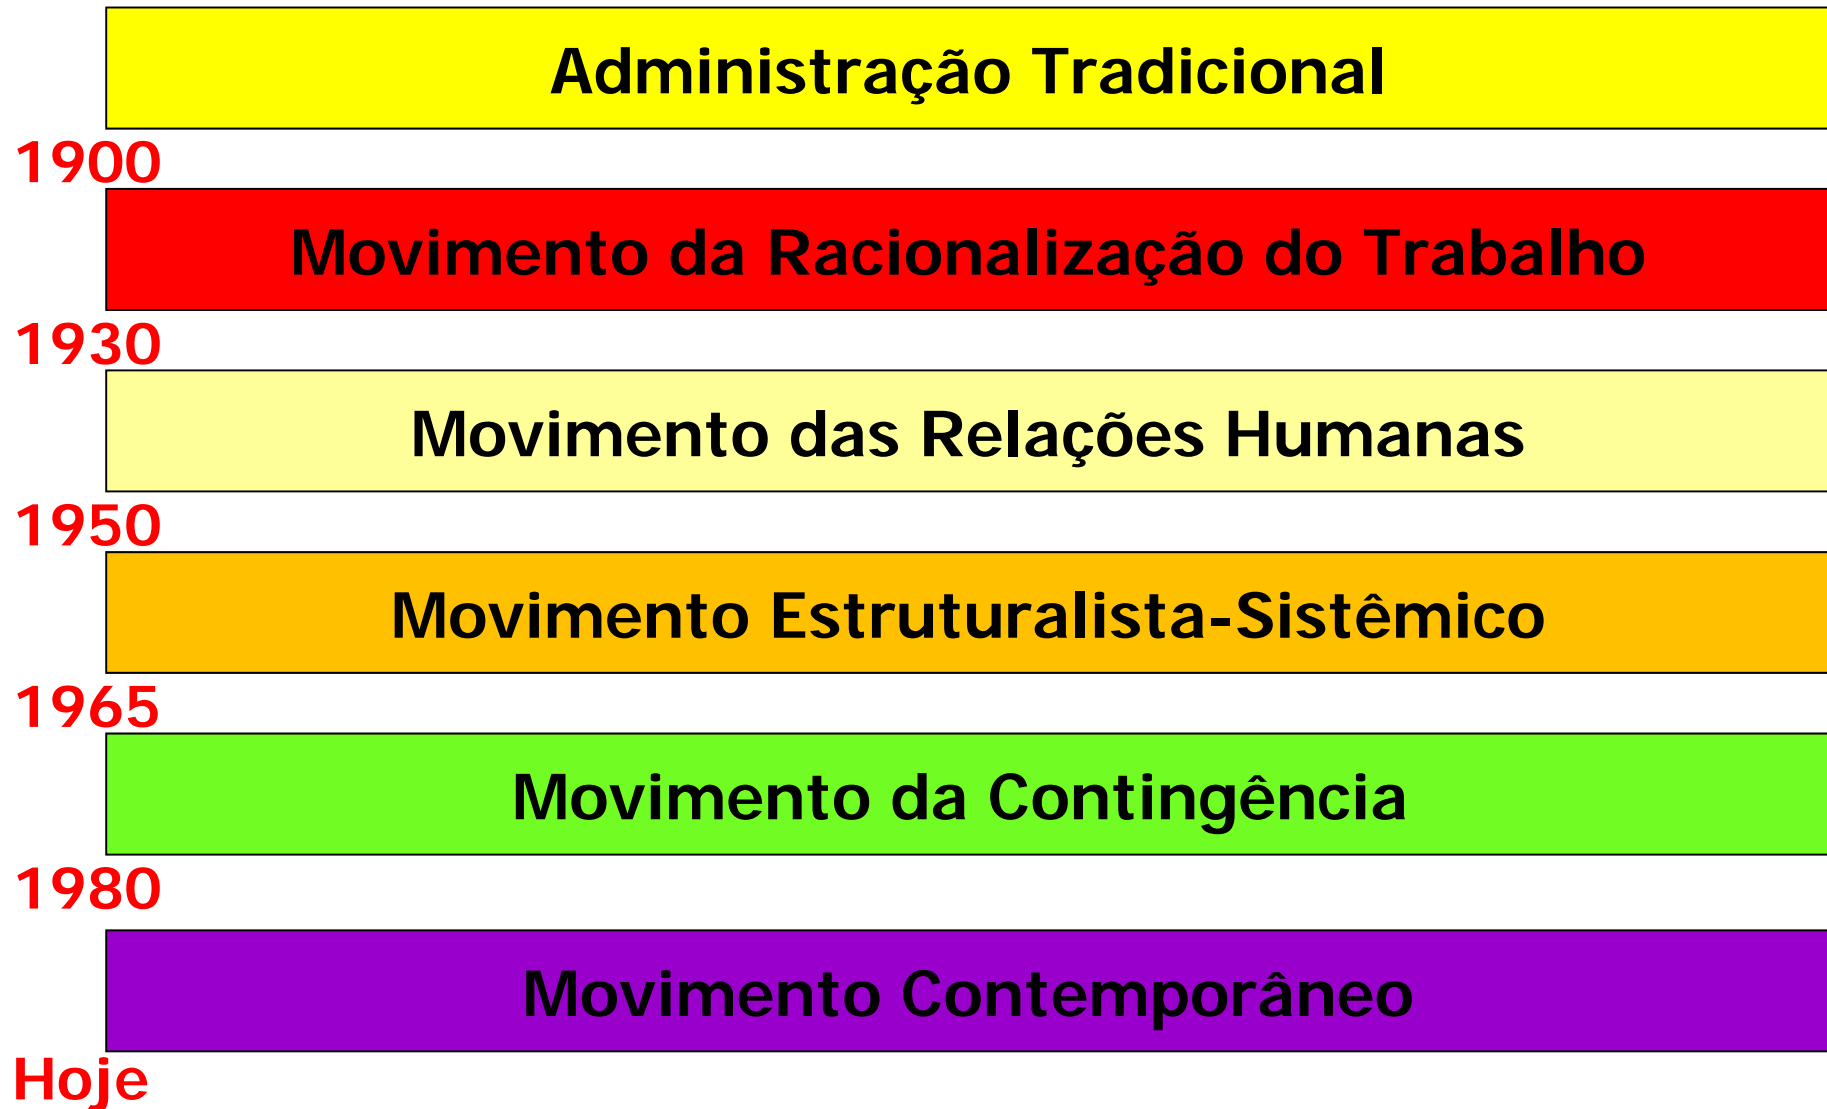 Administração Tradicional
1900
Movimento da Racionalização do Trabalho
1930
Movimento das Relações Humanas
1950
Movimento Estruturalista-Sistêmico
1965
Movimento da Contingência
1980
Movimento Contemporâneo
Hoje